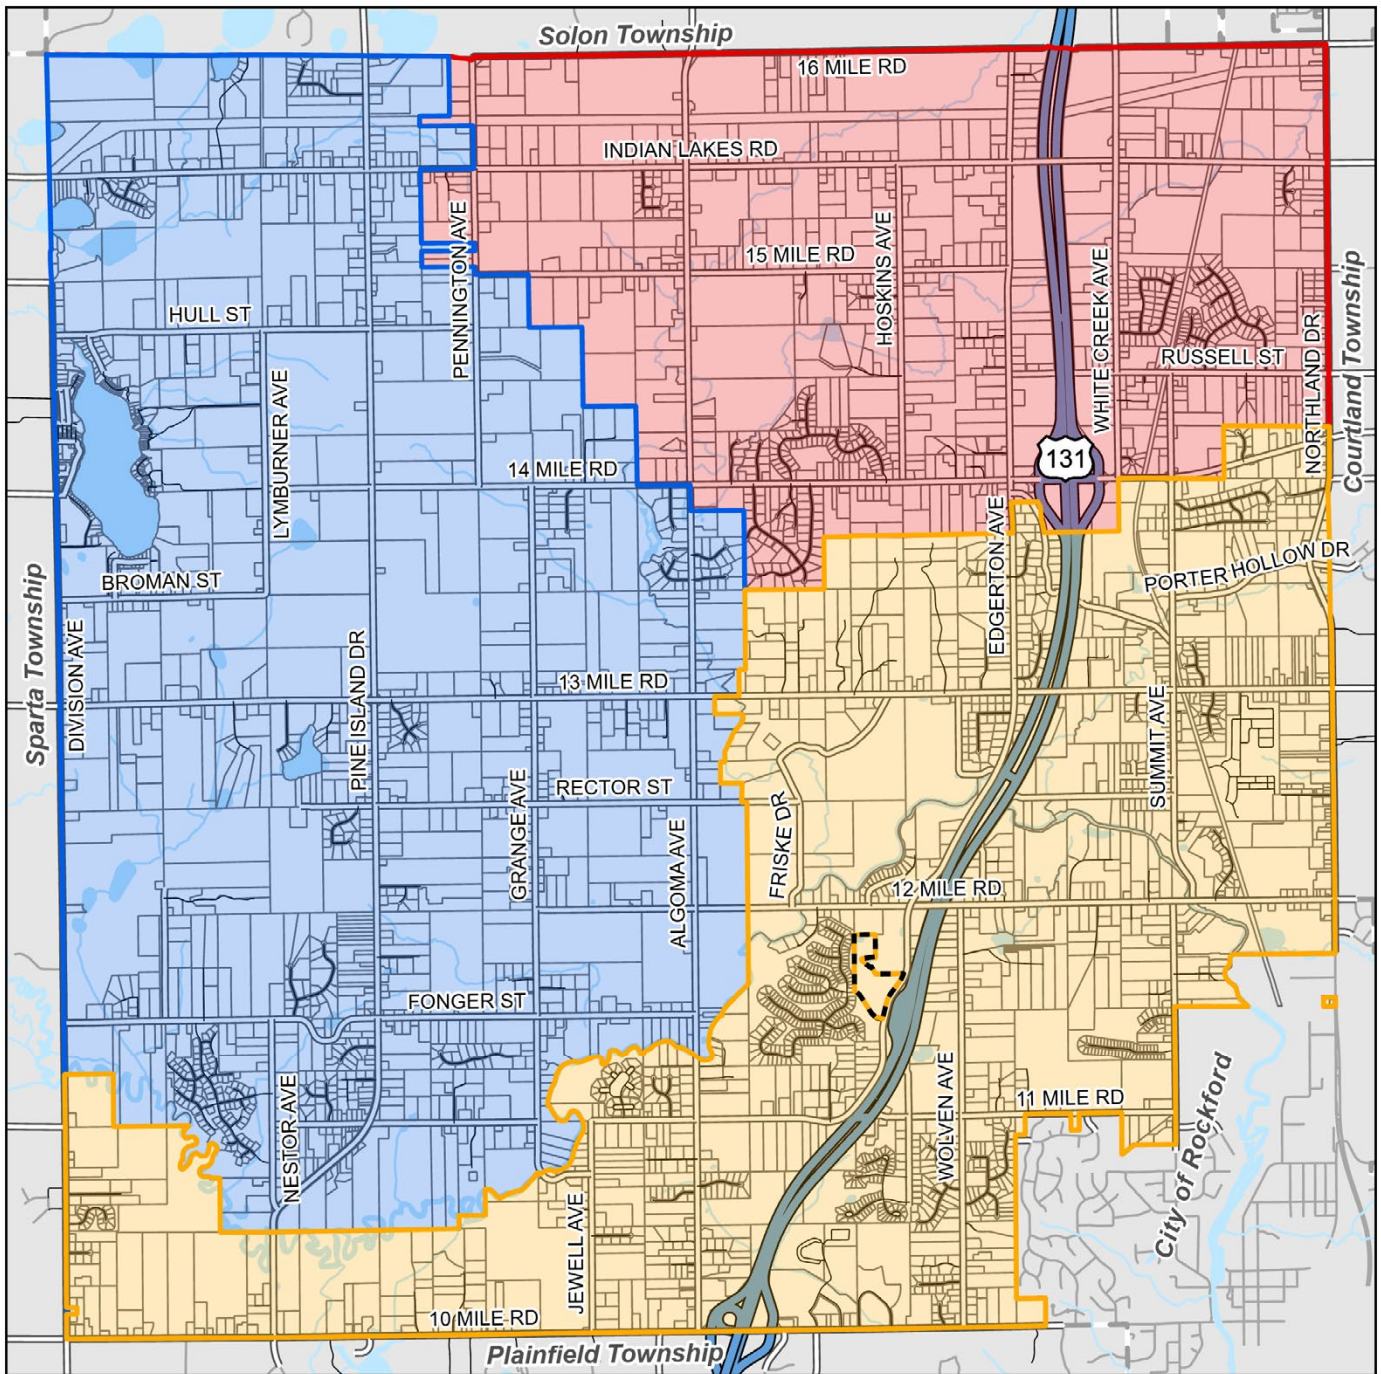 Solon Township
16 MILE RD
INDIAN LAKES RD
PENNINGTON AVE
15 MILE RD
HOSKINS AVE
WHITE CREEK AVE
NORTHLAND DR
Courtland Township
HULL ST
RUSSELL ST
LYMBURNER AVE
131
14 MILE RD
EDGERTON AVE
BROMAN ST
PORTER HOLLOW DR
Sparta Township
DIVISION AVE
PINE ISLAND DR
13 MILE RD
SUMMIT AVE
RECTOR ST
GRANGE AVE
ALGOMA AVE
FRISKE DR
12 MILE RD
FONGER ST
NESTOR AVE
WOLVEN AVE
11 MILE RD
City of Rockford
JEWELL AVE
10 MILE RD
Plainfield Township